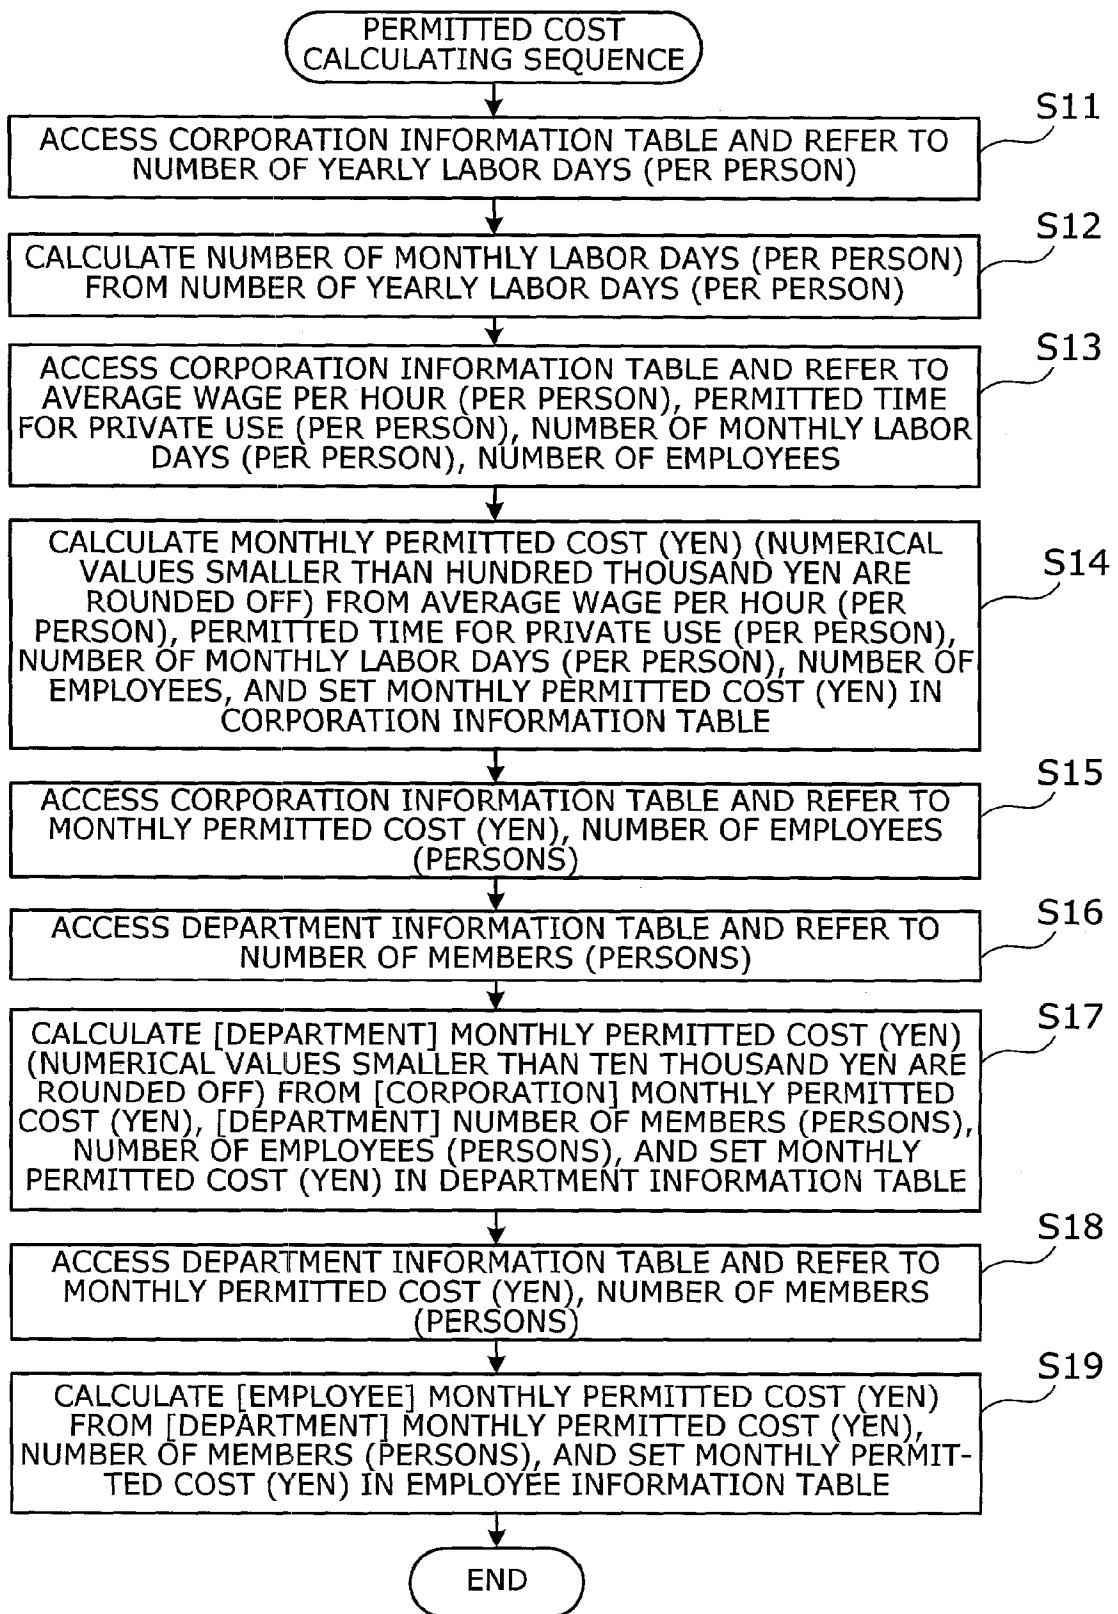 PERMITTED COST
CALCULATING SEQUENCE
S11
ACCESS CORPORATION INFORMATION TABLE AND REFER TO
NUMBER OF YEARLY LABOR DAYS (PER PERSON)
S12
CALCULATE NUMBER OF MONTHLY LABOR DAYS (PER PERSON)
FROM NUMBER OF YEARLY LABOR DAYS (PER PERSON)
S13
ACCESS CORPORATION INFORMATION TABLE AND REFER TO
AVERAGE WAGE PER HOUR (PER PERSON), PERMITTED TIME
FOR PRIVATE USE (PER PERSON), NUMBER OF MONTHLY LABOR
DAYS (PER PERSON), NUMBER OF EMPLOYEES
S14
CALCULATE MONTHLY PERMITTED COST (YEN) (NUMERICAL
VALUES SMALLER THAN HUNDRED THOUSAND YEN ARE
ROUNDED OFF) FROM AVERAGE WAGE PER HOUR (PER
PERSON), PERMITTED TIME FOR PRIVATE USE (PER PERSON),
NUMBER OF MONTHLY LABOR DAYS (PER PERSON), NUMBER OF
EMPLOYEES, AND SET MONTHLY PERMITTED COST (YEN) IN
CORPORATION INFORMATION TABLE
S15
ACCESS CORPORATION INFORMATION TABLE AND REFER TO
MONTHLY PERMITTED COST (YEN), NUMBER OF EMPLOYEES
(PERSONS)
S16
ACCESS DEPARTMENT INFORMATION TABLE AND REFER TO
NUMBER OF MEMBERS (PERSONS)
S17
CALCULATE [DEPARTMENT] MONTHLY PERMITTED COST (YEN)
(NUMERICAL VALUES SMALLER THAN TEN THOUSAND YEN ARE
ROUNDED OFF) FROM [CORPORATION] MONTHLY PERMITTED
COST (YEN), [DEPARTMENT] NUMBER OF MEMBERS (PERSONS),
NUMBER OF EMPLOYEES (PERSONS), AND SET MONTHLY
PERMITTED COST (YEN) IN DEPARTMENT INFORMATION TABLE
S18
ACCESS DEPARTMENT INFORMATION TABLE AND REFER TO
MONTHLY PERMITTED COST (YEN), NUMBER OF MEMBERS
(PERSONS)
S19
CALCULATE [EMPLOYEE] MONTHLY PERMITTED COST (YEN)
FROM [DEPARTMENT] MONTHLY PERMITTED COST (YEN),
NUMBER OF MEMBERS (PERSONS), AND SET MONTHLY PERMIT-
TED COST (YEN) IN EMPLOYEE INFORMATION TABLE
END